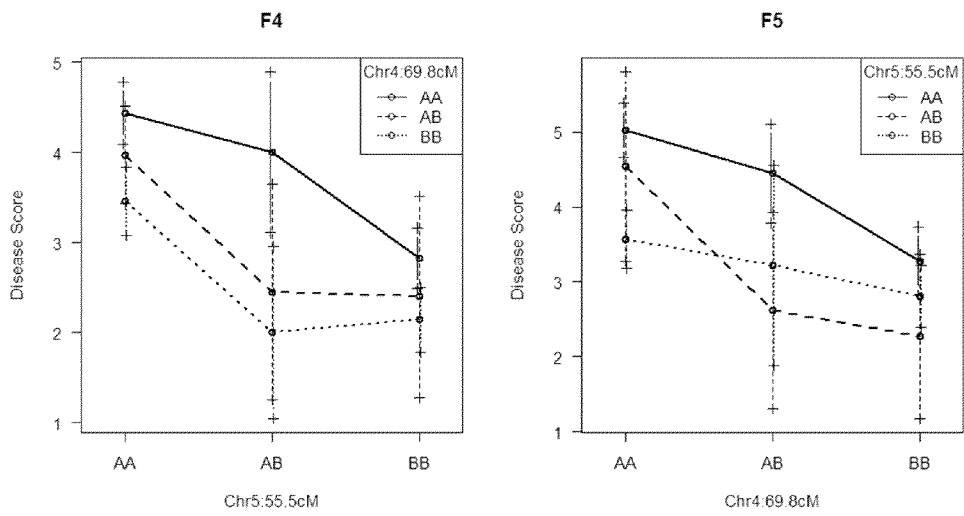 F4
Disease Score
5
4
3
2
1
Chr4:69.8cM
AA
AB
BB
AA
AB
BB
Chr5:55.5cM
F5
Disease Score
5
4
3
2
1
Chr5:55.5cM
AA
AB
BB
AA
AB
BB
Chr4:69.8cM